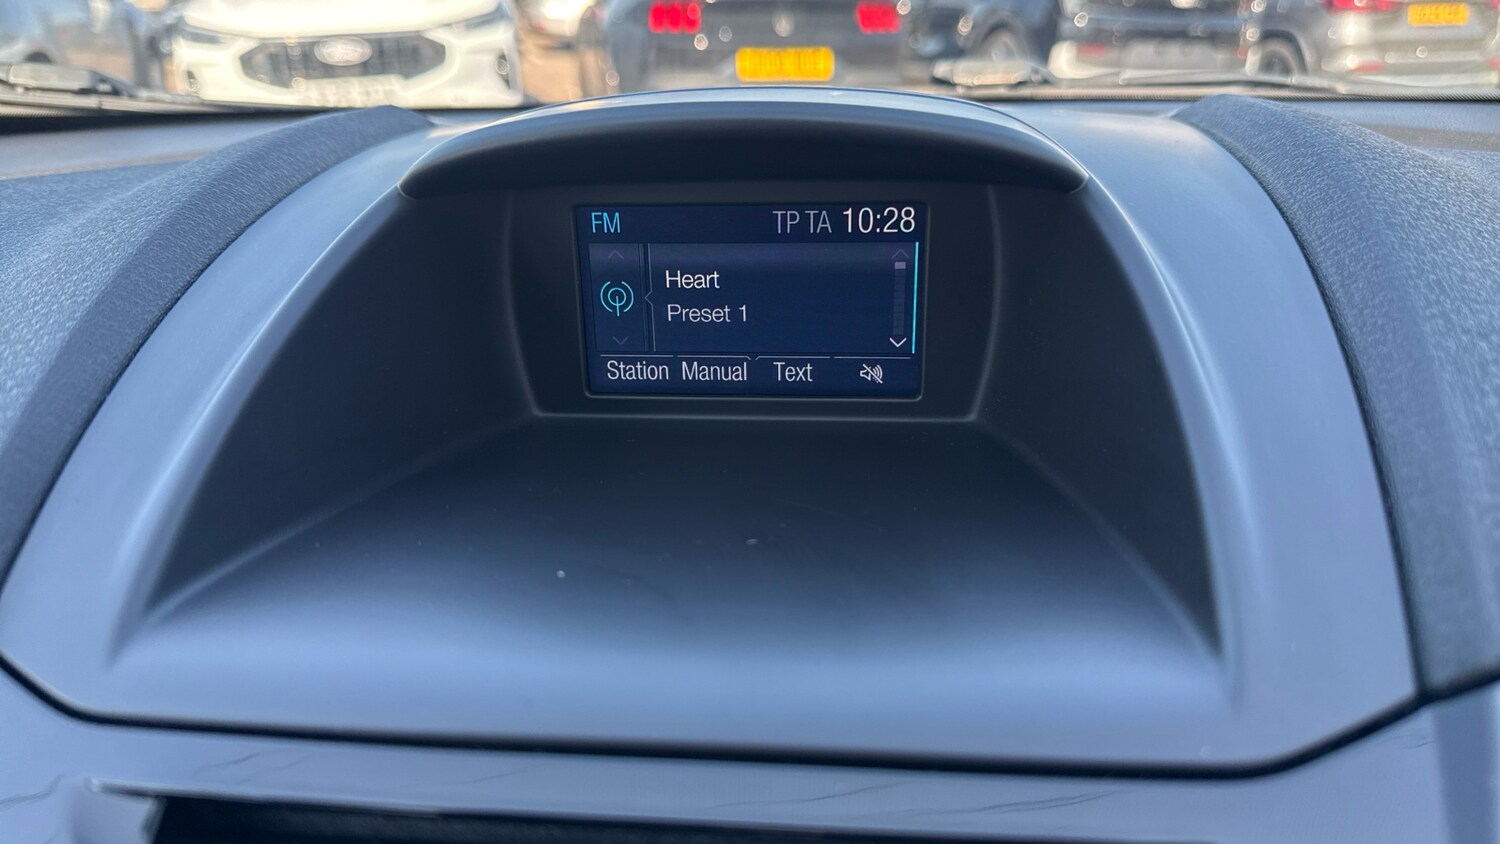 FM TP TA 10:28
Heart
Preset 1
Station Manual Text